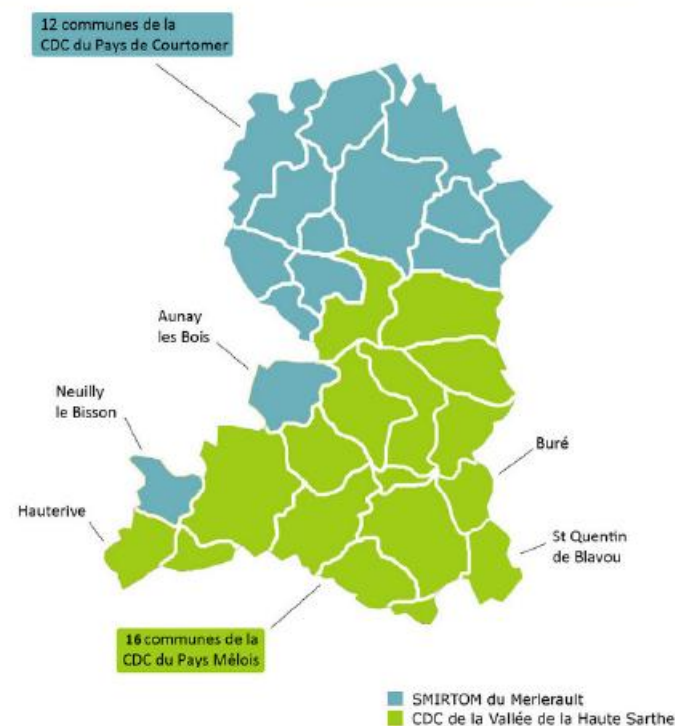 12 communes de la
CDC du Pays de Courtomer
Aunay
les Bois
Neuilly
le Bisson
Buré
Hauterive
St Quentin
de Blavou
16 communes de la
CDC du Pays Mélois
SMIRTOM du Merlerault
CDC de la Vallée de la Haute Sarthe